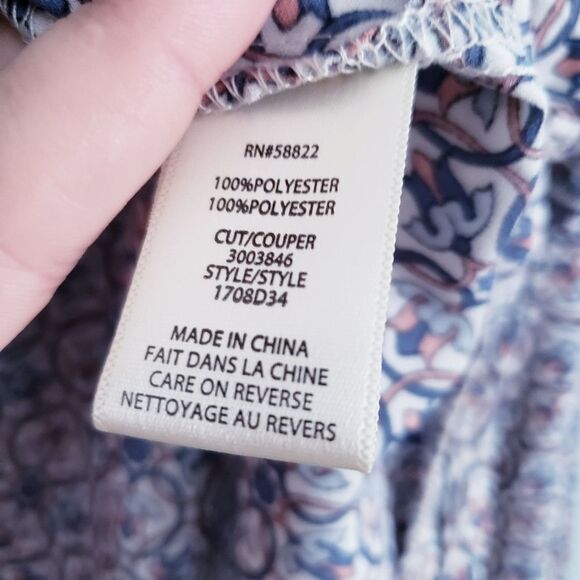 RN#58822
100%POLYESTER
100%POLYESTER
CUT/COUPER
3003846
STYLE/STYLE
1708D34
MADE IN CHINA
FAIT DANS LA CHINE
CARE ON REVERSE
NETTOYAGE AU REVERS